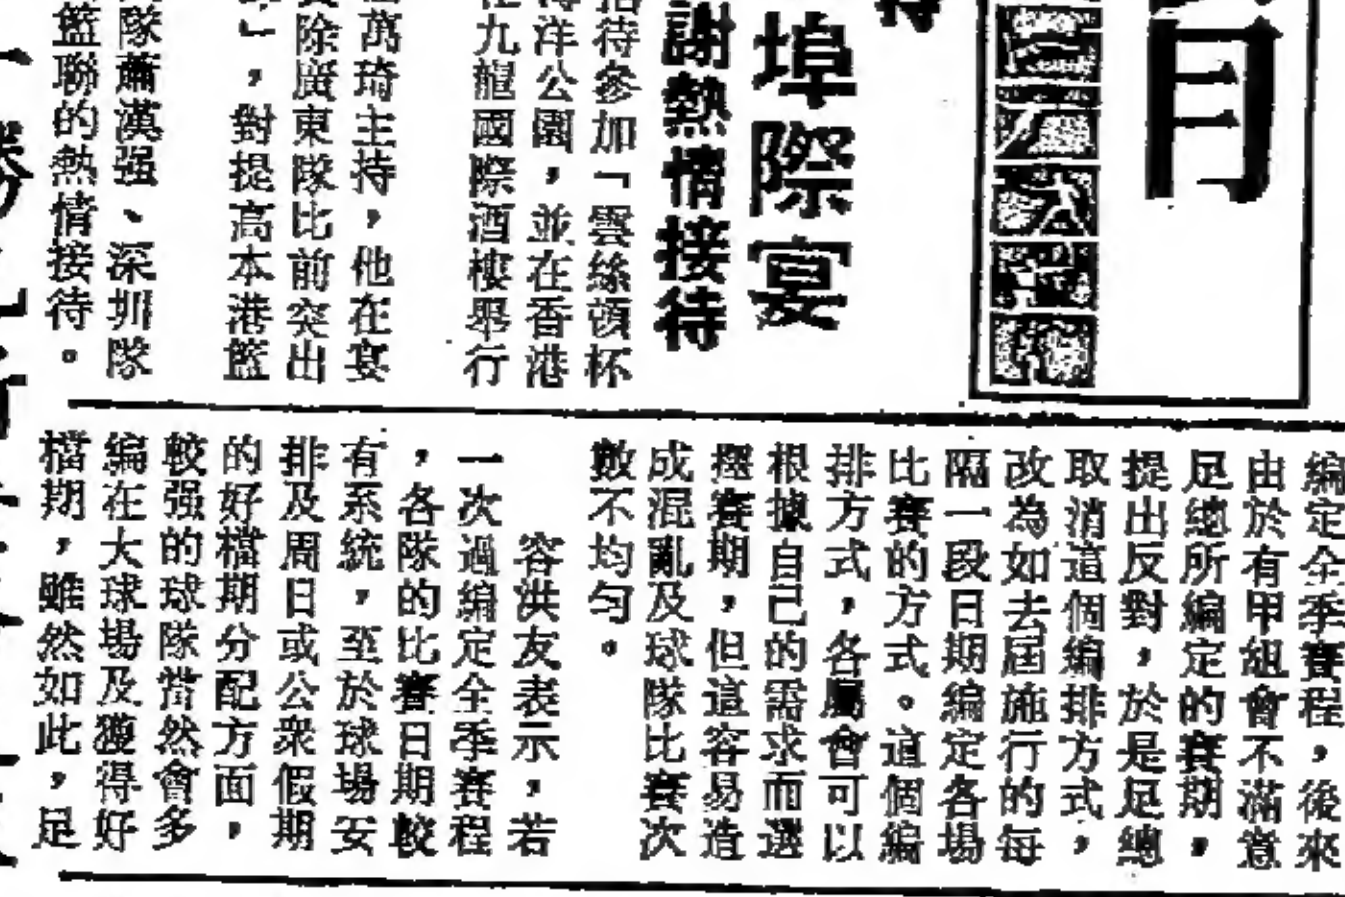 埠際宴
謝熱情接待
招待參加「雲絲頓杯
海洋公園，並在香港
在九龍國際酒樓舉行
萬琦主持，他在宴
除廣東隊比前突出
」，對提高本港籃
隊蕭漢强、深圳隊
籃聯的熱情接待。
編定全季賽程，後來
由於有甲組會不滿意
足總所編定的賽期，
提出反對，於是足總
取消這個編排方式，
改為如去屆施行的每
隔一段日期編定各場
比賽的方式。這個編
排方式，各屬會可以
根據自己的需求而選
擇賽期，但這容易造
成混亂及球隊比賽次
數不均勻。
容洪友表示，若
一次過編定全季賽程
，各隊的比賽日期較
有系統，至於球場安
排及周日或公衆假期
的好檔期分配方面，
較强的球隊當然會多
編在大球場及獲得好
檔期，雖然如此，足